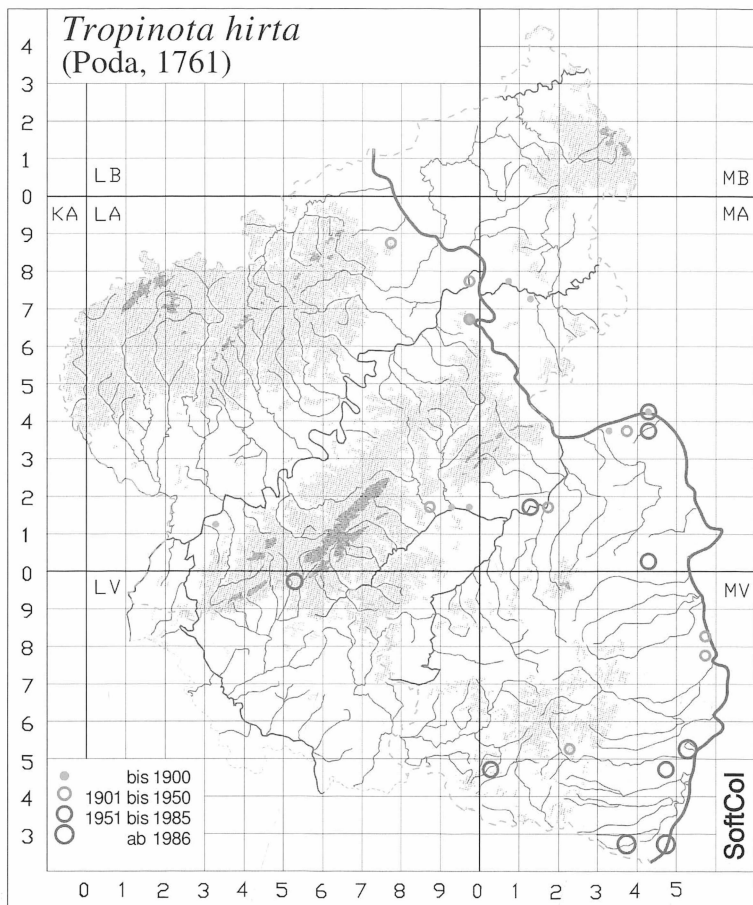 Tropinota hirta
(Poda, 1761)
4
3
2
1
0
9
8
7
6
5
4
3
2
1
0
9
8
7
6
5
4
3
LB
MB
KA LA
MA
LV
MV
bis 1900
1901 bis 1950
1951 bis 1985
ab 1986
SoftCol
0 1 2 3 4 5 6 7 8 9 0 1 2 3 4 5